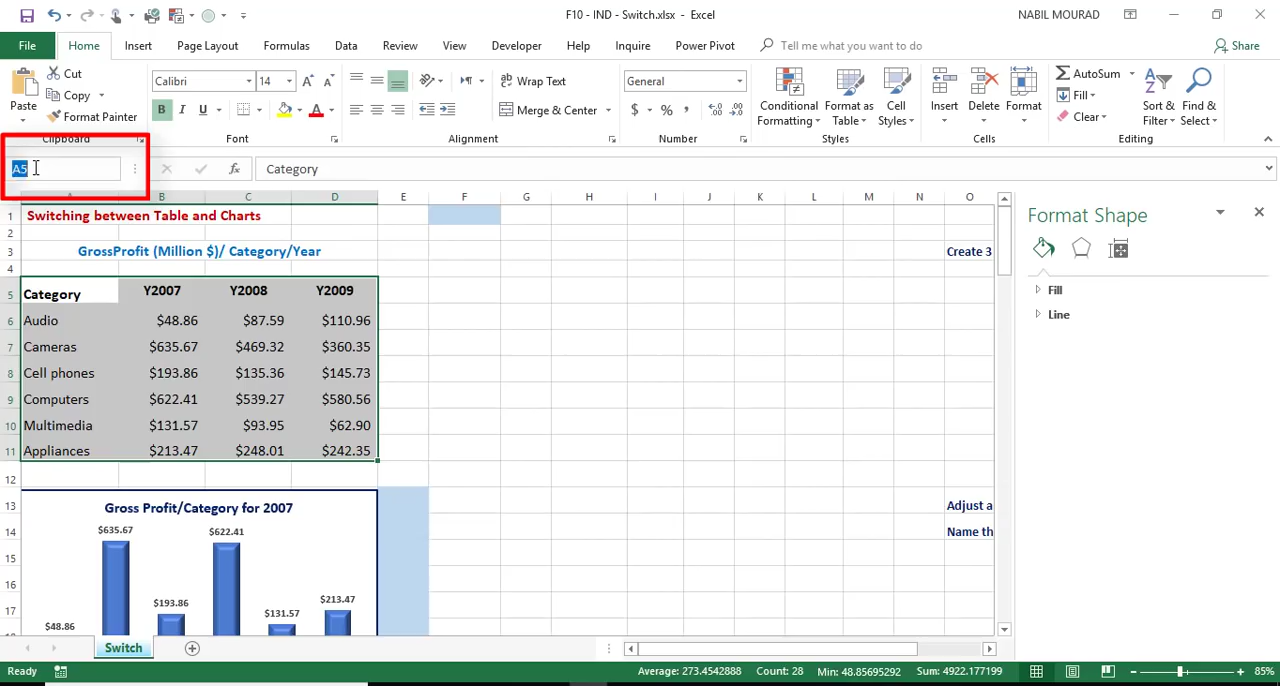 F10 - IND - Switch.xlsx - Excel
NABIL MOURAD
File Home Insert Page Layout Formulas Data Review View Developer Help Inquire Power Pivot Tell me what you want to do Share
Paste
Cut
Copy
Format Painter
Clipboard
Calibri 14
B I U
Font
Wrap Text
Merge & Center
Alignment
General
$ % ,
Number
Conditional Formatting
Format as Table
Cell Styles
Styles
Insert Delete Format
Cells
AutoSum
Fill
Clear
Sort & Filter
Find & Select
Editing
A5 fx Category
A B C D E F G H I J K L M N O
1 Switching between Table and Charts
2
3 GrossProfit (Million $)/ Category/Year Create 3
4
5 Category Y2007 Y2008 Y2009
6 Audio $48.86 $87.59 $110.96
7 Cameras $635.67 $469.32 $360.35
8 Cell phones $193.86 $135.36 $145.73
9 Computers $622.41 $539.27 $580.56
10 Multimedia $131.57 $93.95 $62.90
11 Appliances $213.47 $248.01 $242.35
12
13 Gross Profit/Category for 2007 Adjust a
14 $635.67 $622.41 Name th
15
16
17 $193.86 $131.57 $213.47
$48.86
Format Shape
Fill
Line
Switch
Ready Average: 273.4542888 Count: 28 Min: 48.85695292 Sum: 4922.177199 85%